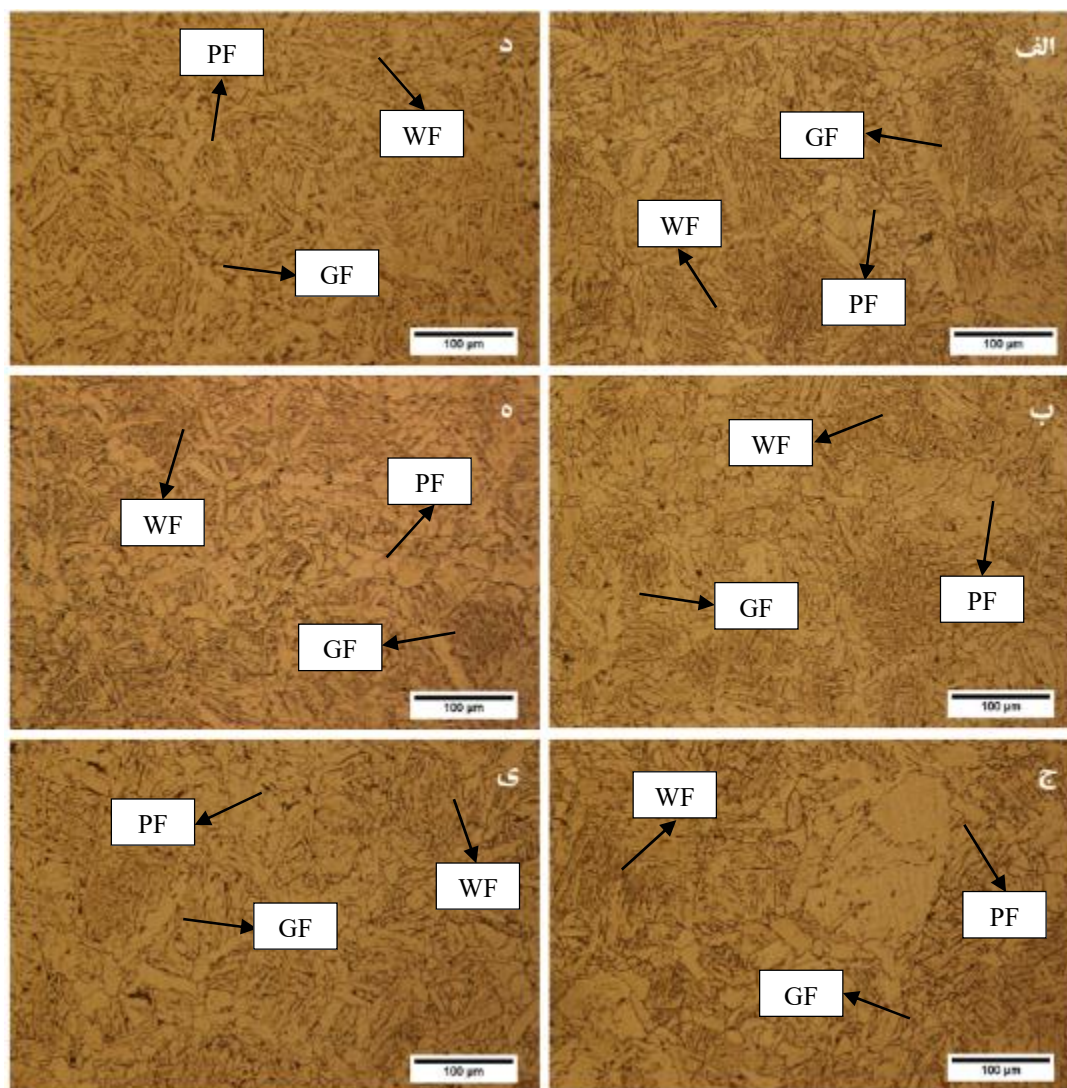 الف
GF
WF
PF
100 µm
د
PF
WF
GF
100 µm
ب
WF
GF
PF
100 µm
ه
WF
PF
GF
100 µm
ج
WF
PF
GF
100 µm
ی
PF
WF
GF
100 µm